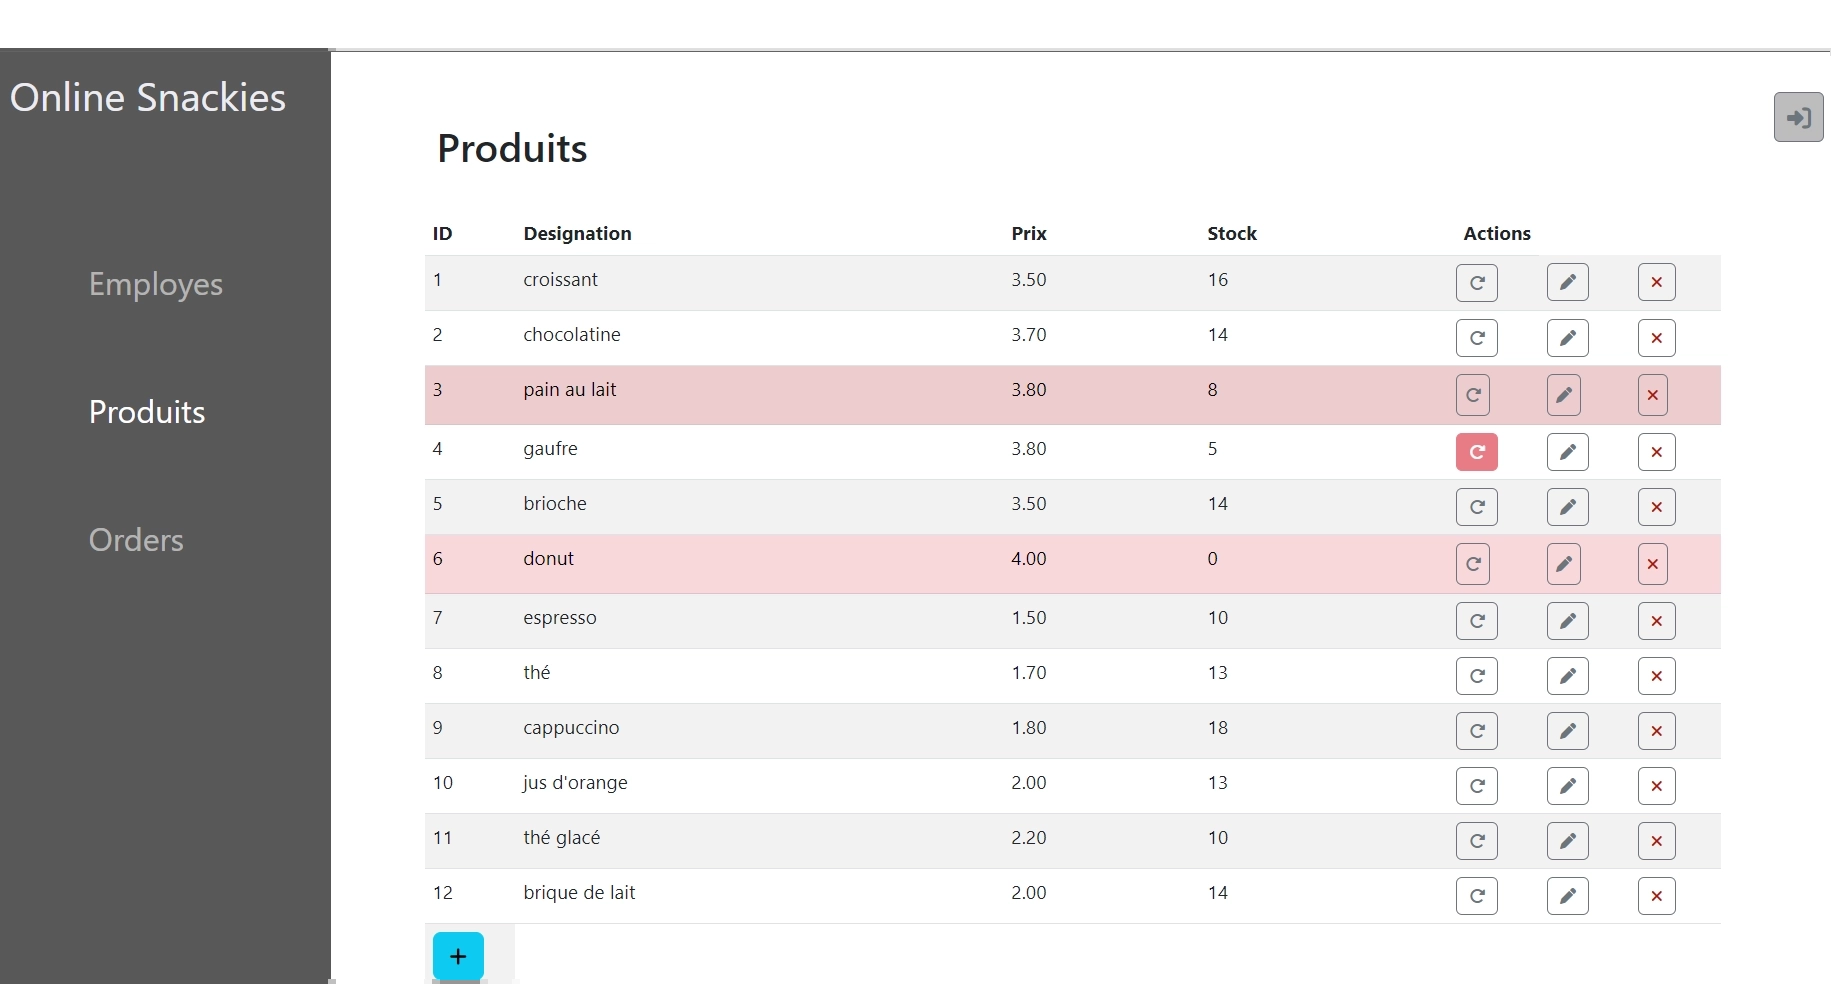 Online Snackies
Employes
Produits
Orders
Produits
ID Designation Prix Stock Actions
1 croissant 3.50 16
2 chocolatine 3.70 14
3 pain au lait 3.80 8
4 gaufre 3.80 5
5 brioche 3.50 14
6 donut 4.00 0
7 espresso 1.50 10
8 thé 1.70 13
9 cappuccino 1.80 18
10 jus d'orange 2.00 13
11 thé glacé 2.20 10
12 brique de lait 2.00 14
+